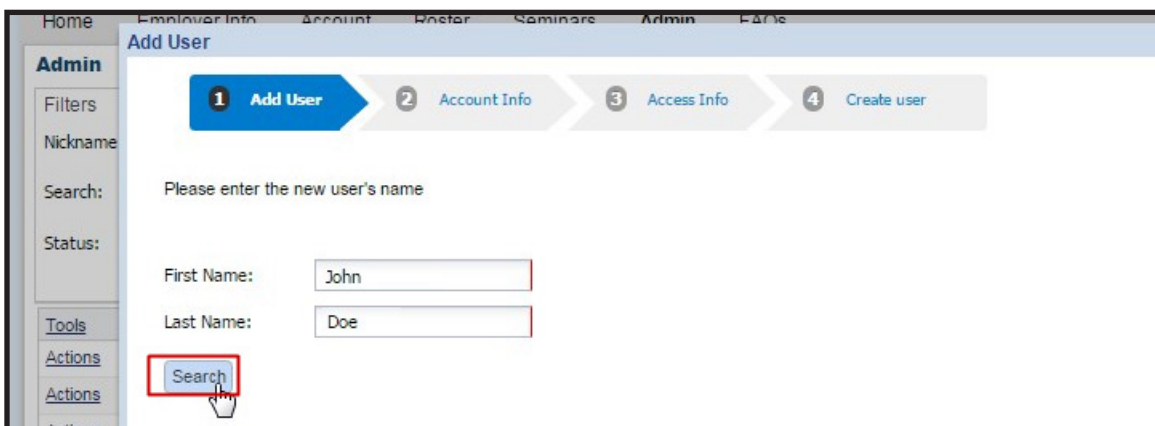 Home Employer Info Account Roster Seminars Admin FAQs
Add User
Admin
1 Add User 2 Account Info 3 Access Info 4 Create user
Filters
Nickname
Please enter the new user's name
Search:
Status:
First Name: John
Last Name: Doe
Tools
Actions
Search
Actions